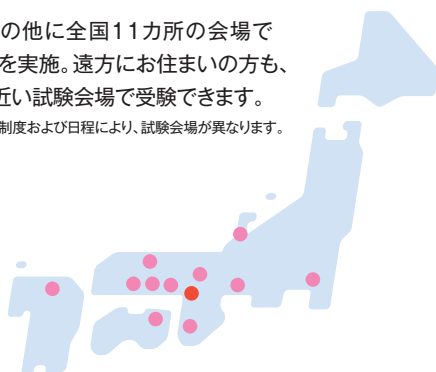 の他に全国11カ所の会場で
を実施。遠方にお住まいの方も、
近い試験会場で受験できます。
制度および日程により、試験会場が異なります。